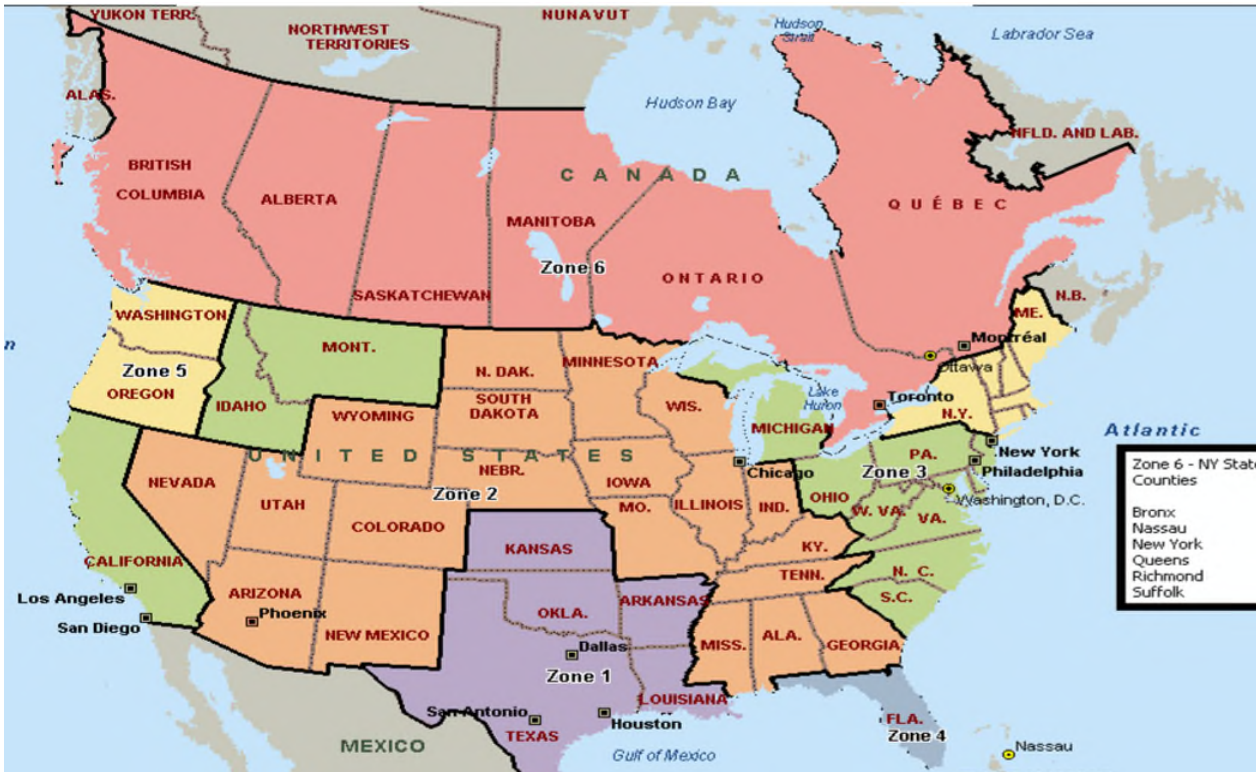 YUKON TERR.
NORTHWEST
TERRITORIES
NUNAVUT
Hudson
Strait
Labrador Sea
ALAS.
Hudson Bay
NFLD. AND LAB.
BRITISH
COLUMBIA
ALBERTA
CANADA
MANITOBA
QUÉBEC
Zone 6
ONTARIO
SASKATCHEWAN
N.B.
WASHINGTON
ME.
MONT.
Montréal
n
Zone 5
OREGON
N. DAK.
MINNESOTA
Ottawa
IDAHO
WYOMING
SOUTH
DAKOTA
WIS.
Lake
Huron
Toronto
MICHIGAN
N.Y.
Atlantic
UNITED STATES
New York
NEVADA
NEBR.
Chicago
PA.
Zone 3
Philadelphia
UTAH
Zone 2
IOWA
OHIO
Washington, D.C.
COLORADO
MO.
ILLINOIS
IND.
W. VA.
VA.
KANSAS
KY.
CALIFORNIA
TENN.
N. C.
Los Angeles
ARIZONA
OKLA.
ARKANSAS
S.C.
San Diego
Phoenix
NEW MEXICO
Dallas
MISS.
ALA.
GEORGIA
Zone 1
LOUISIANA
San Antonio
Houston
TEXAS
FLA.
Zone 4
MEXICO
Gulf of Mexico
Nassau
Zone 6 - NY State
Counties
Bronx
Nassau
New York
Queens
Richmond
Suffolk